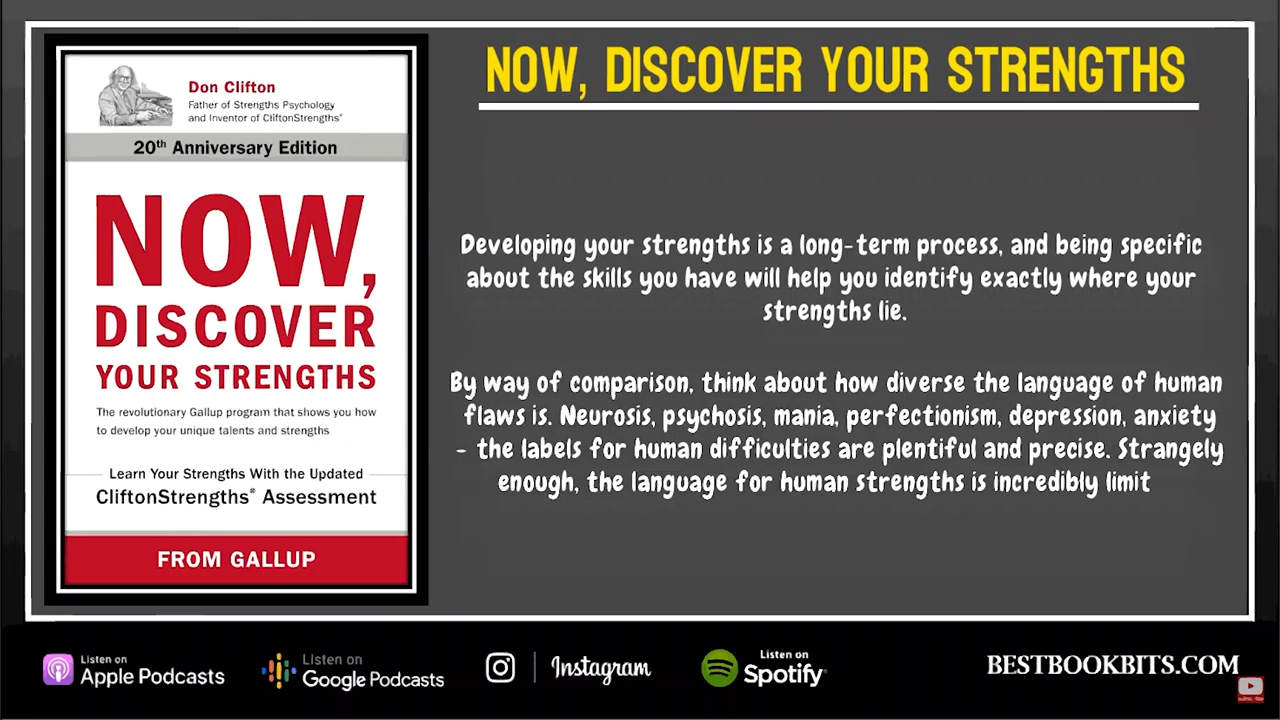 Don Clifton
Father of Strengths Psychology
and Inventor of CliftonStrengths®
20th Anniversary Edition
NOW,
DISCOVER
YOUR STRENGTHS
The revolutionary Gallup program that shows you how
to develop your unique talents and strengths
Learn Your Strengths With the Updated
CliftonStrengths® Assessment
FROM GALLUP
NOW, DISCOVER YOUR STRENGTHS
Developing your strengths is a long-term process, and being specific
about the skills you have will help you identify exactly where your
strengths lie.
By way of comparison, think about how diverse the language of human
flaws is. Neurosis, psychosis, mania, perfectionism, depression, anxiety
- the labels for human difficulties are plentiful and precise. Strangely
enough, the language for human strengths is incredibly limit
Listen on
Apple Podcasts
Listen on
Google Podcasts
Instagram
Listen on
Spotify
BESTBOOKBITS.COM